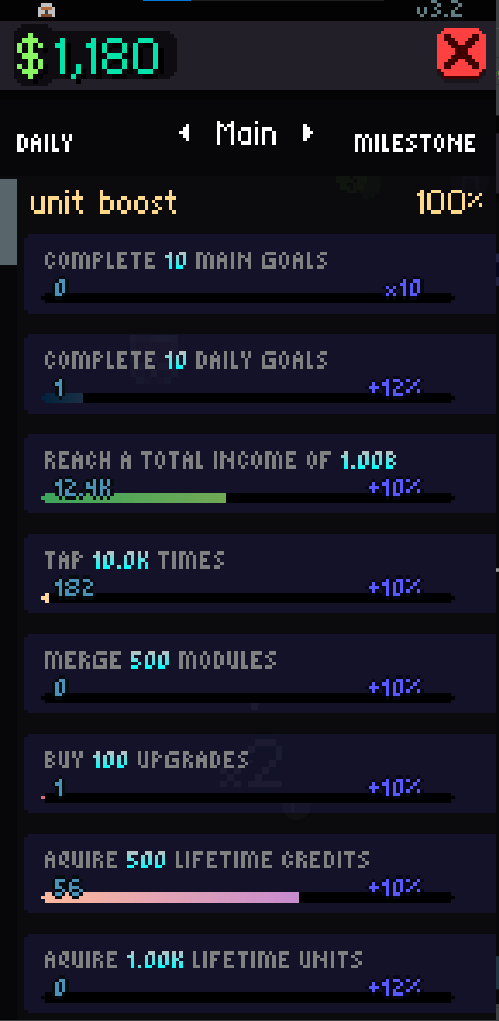 v3.2
$1,180
DAILY
Main
MILESTONE
unit boost 100%
COMPLETE 10 MAIN GOALS
0 x10
COMPLETE 10 DAILY GOALS
1 +12%
REACH A TOTAL INCOME OF 1.00B
12.4K +10%
TAP 10.0K TIMES
182 +10%
MERGE 500 MODULES
0 +10%
BUY 100 UPGRADES
1 +10%
x2
AQUIRE 500 LIFETIME CREDITS
56 +10%
AQUIRE 1.00K LIFETIME UNITS
0 +12%